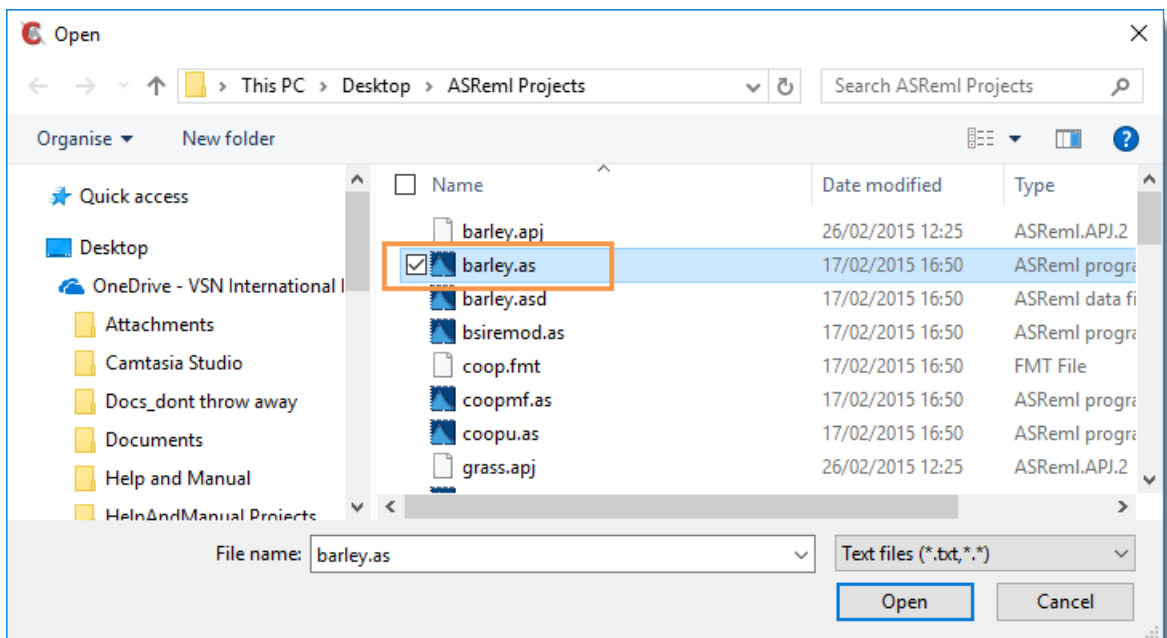 Open
This PC > Desktop > ASReml Projects
Search ASReml Projects
Organise
New folder
?
Quick access
Desktop
OneDrive - VSN International
Attachments
Camtasia Studio
Docs_dont throw away
Documents
Help and Manual
HelpAndManual Projects
Name Date modified Type
barley.apj 26/02/2015 12:25 ASReml.APJ.2
barley.as 17/02/2015 16:50 ASReml progra
barley.asd 17/02/2015 16:50 ASReml data fi
bsiremod.as 17/02/2015 16:50 ASReml progra
coop.fmt 17/02/2015 16:50 FMT File
coopmf.as 17/02/2015 16:50 ASReml progra
coopu.as 17/02/2015 16:50 ASReml progra
grass.apj 26/02/2015 12:25 ASReml.APJ.2
File name: barley.as
Text files (*.txt,*.*)
Open
Cancel